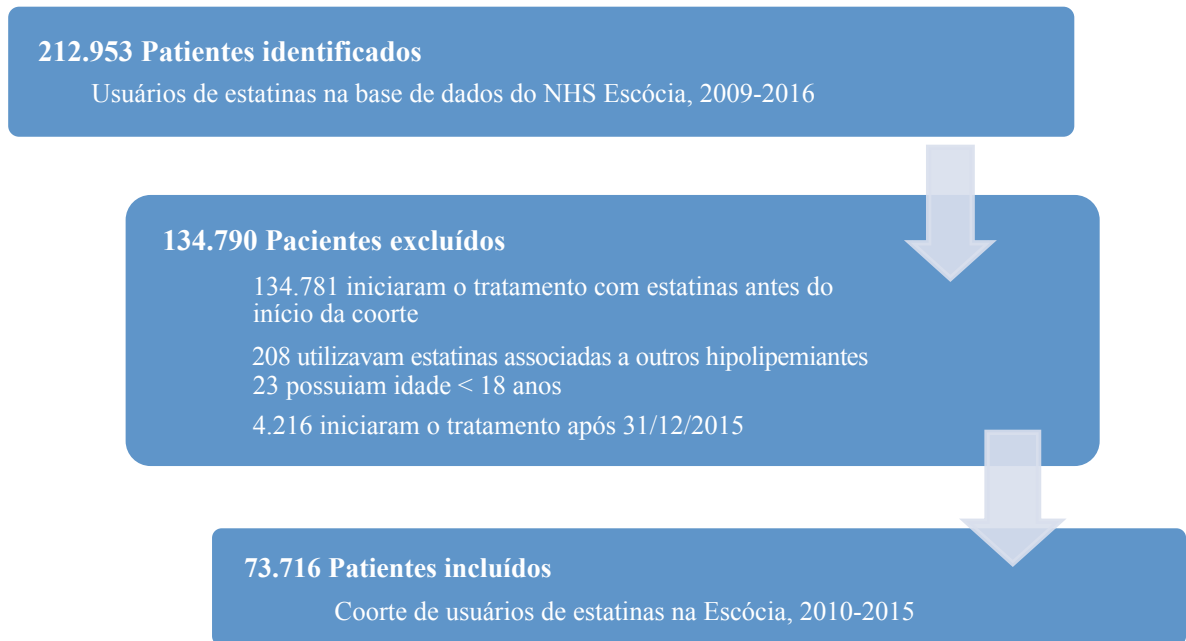 212.953 Patientes identificados
Usuários de estatinas na base de dados do NHS Escócia, 2009-2016
134.790 Pacientes excluídos
134.781 iniciaram o tratamento com estatinas antes do
início da coorte
208 utilizavam estatinas associadas a outros hipolipemiantes
23 possuiam idade < 18 anos
4.216 iniciaram o tratamento após 31/12/2015
73.716 Patientes incluídos
Coorte de usuários de estatinas na Escócia, 2010-2015